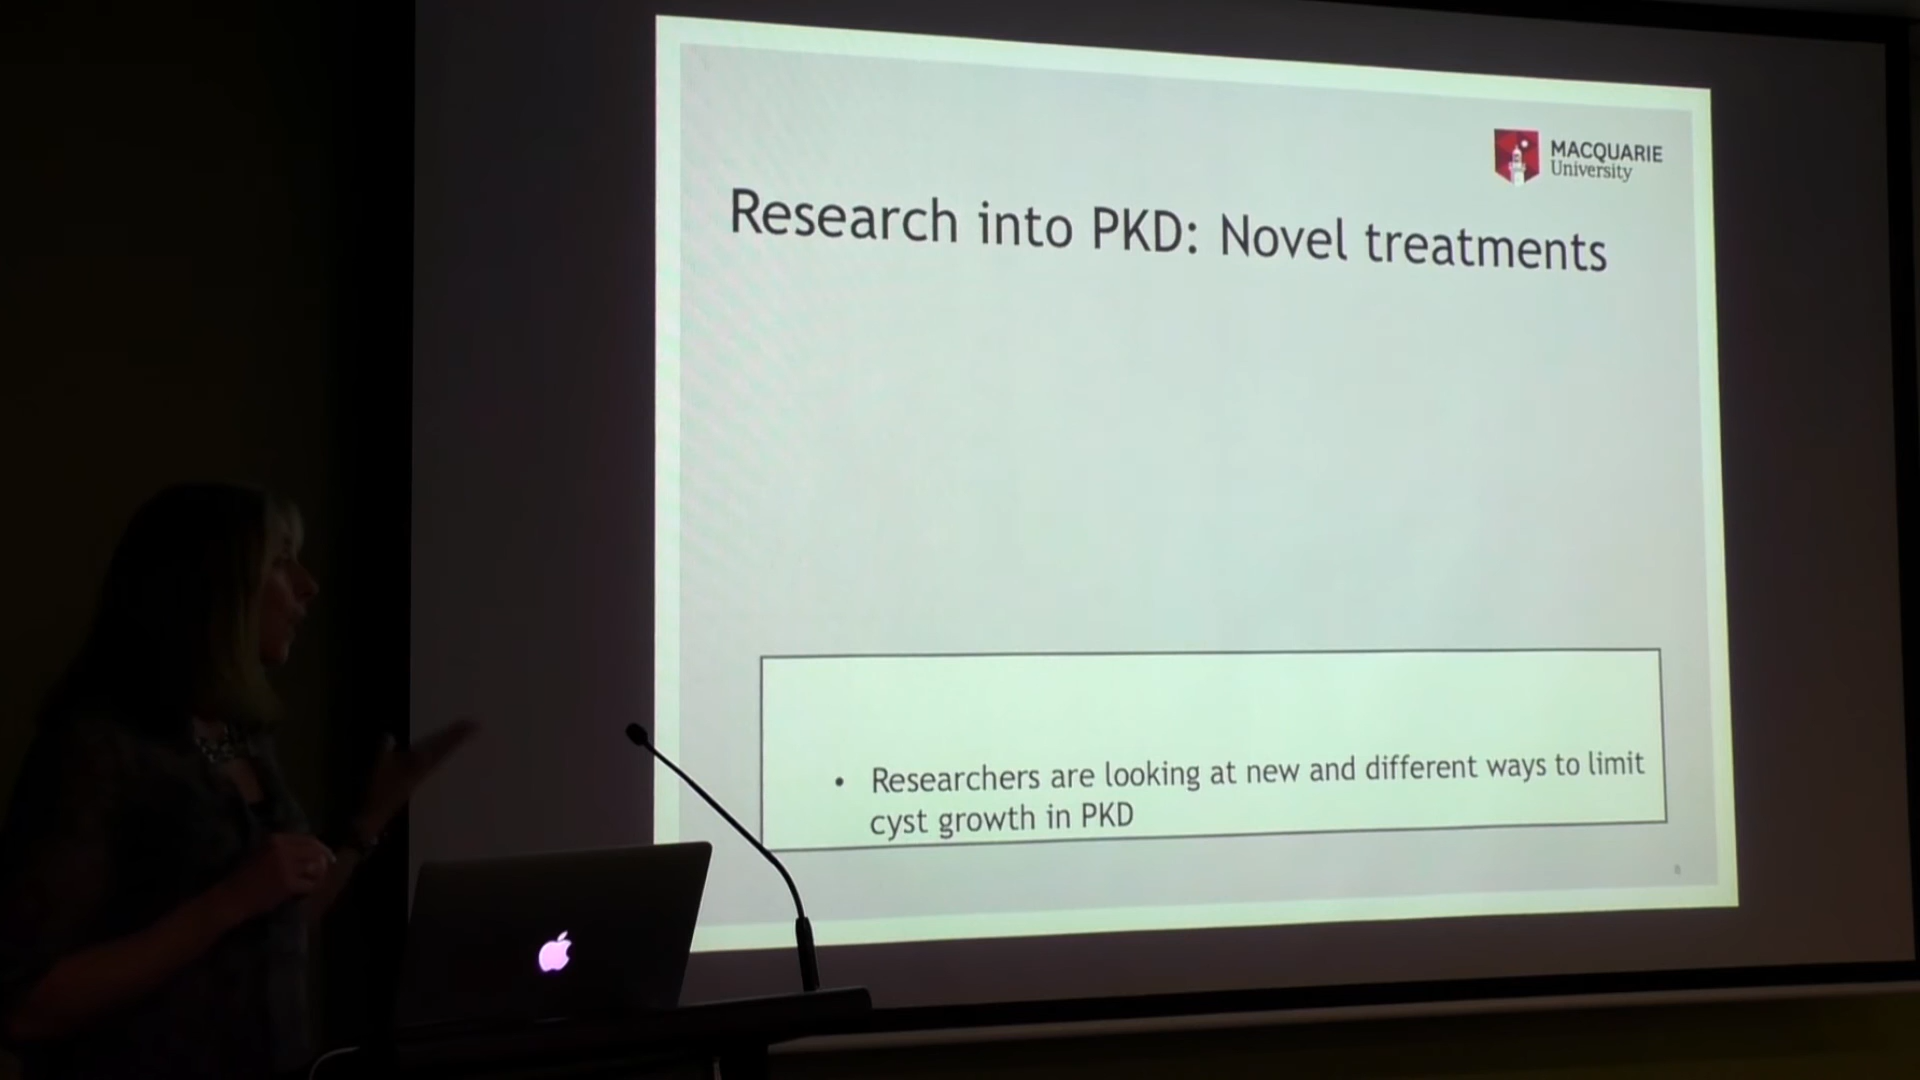 MACQUARIE
University
Research into PKD: Novel treatments
• Researchers are looking at new and different ways to limit
cyst growth in PKD